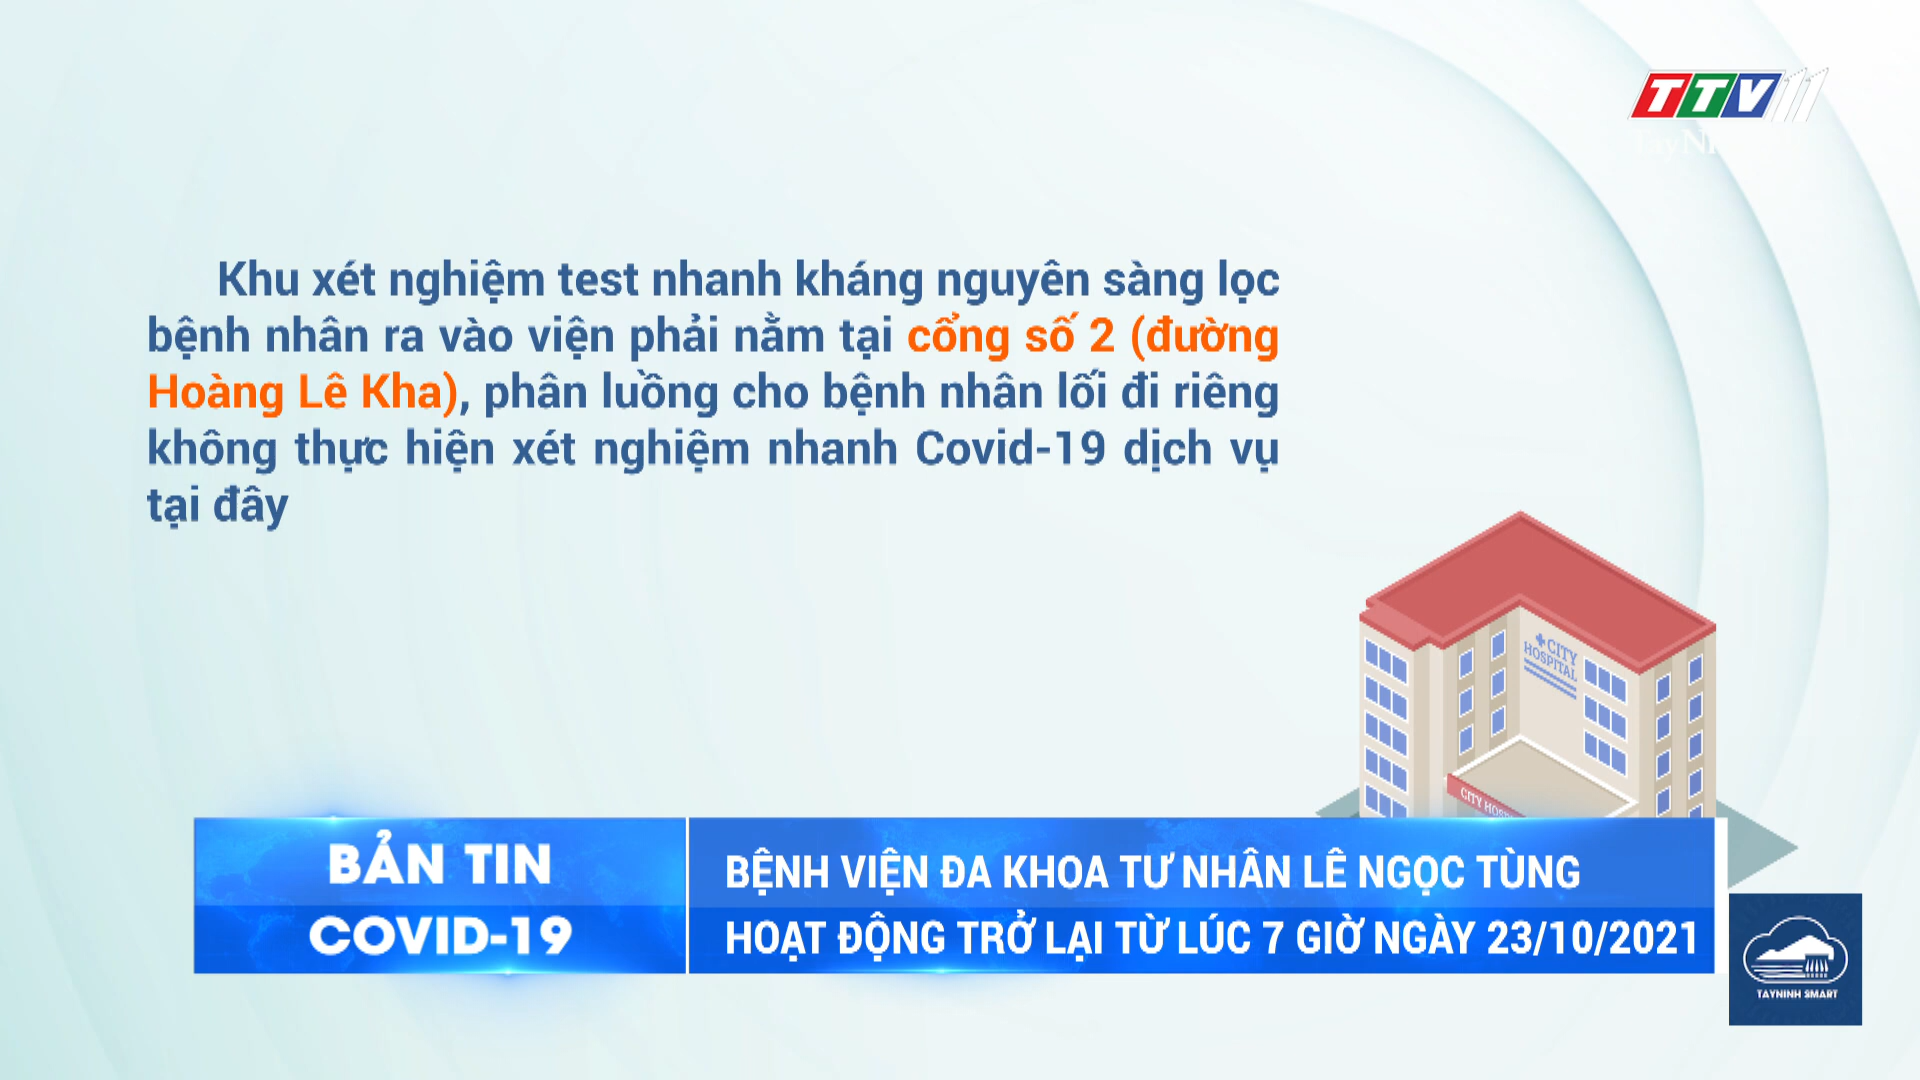 TTV11
Khu xét nghiệm test nhanh kháng nguyên sàng lọc
bệnh nhân ra vào viện phải nằm tại cổng số 2 (đường
Hoàng Lê Kha), phân luồng cho bệnh nhân lối đi riêng
không thực hiện xét nghiệm nhanh Covid-19 dịch vụ
tại đây
CITY
HOSPITAL
CITY
BẢN TIN
COVID-19
BỆNH VIỆN ĐA KHOA TƯ NHÂN LÊ NGỌC TÙNG
HOẠT ĐỘNG TRỞ LẠI TỪ LÚC 7 GIỜ NGÀY 23/10/2021
TAYNINH SMART